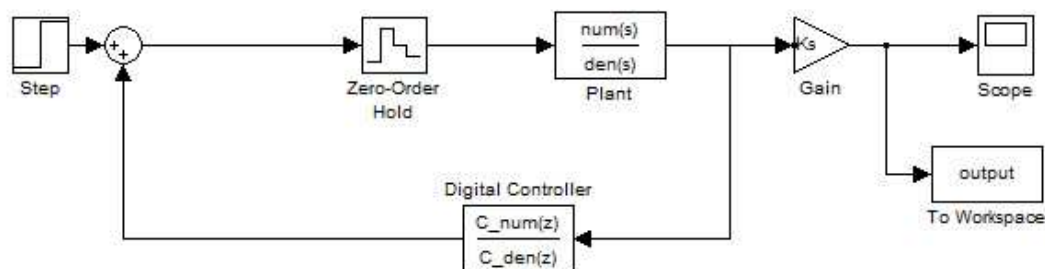 +
+
num(s)
den(s)
Ks
Step
Zero-Order
Hold
Plant
Gain
Scope
output
To Workspace
Digital Controller
C_num(z)
C_den(z)